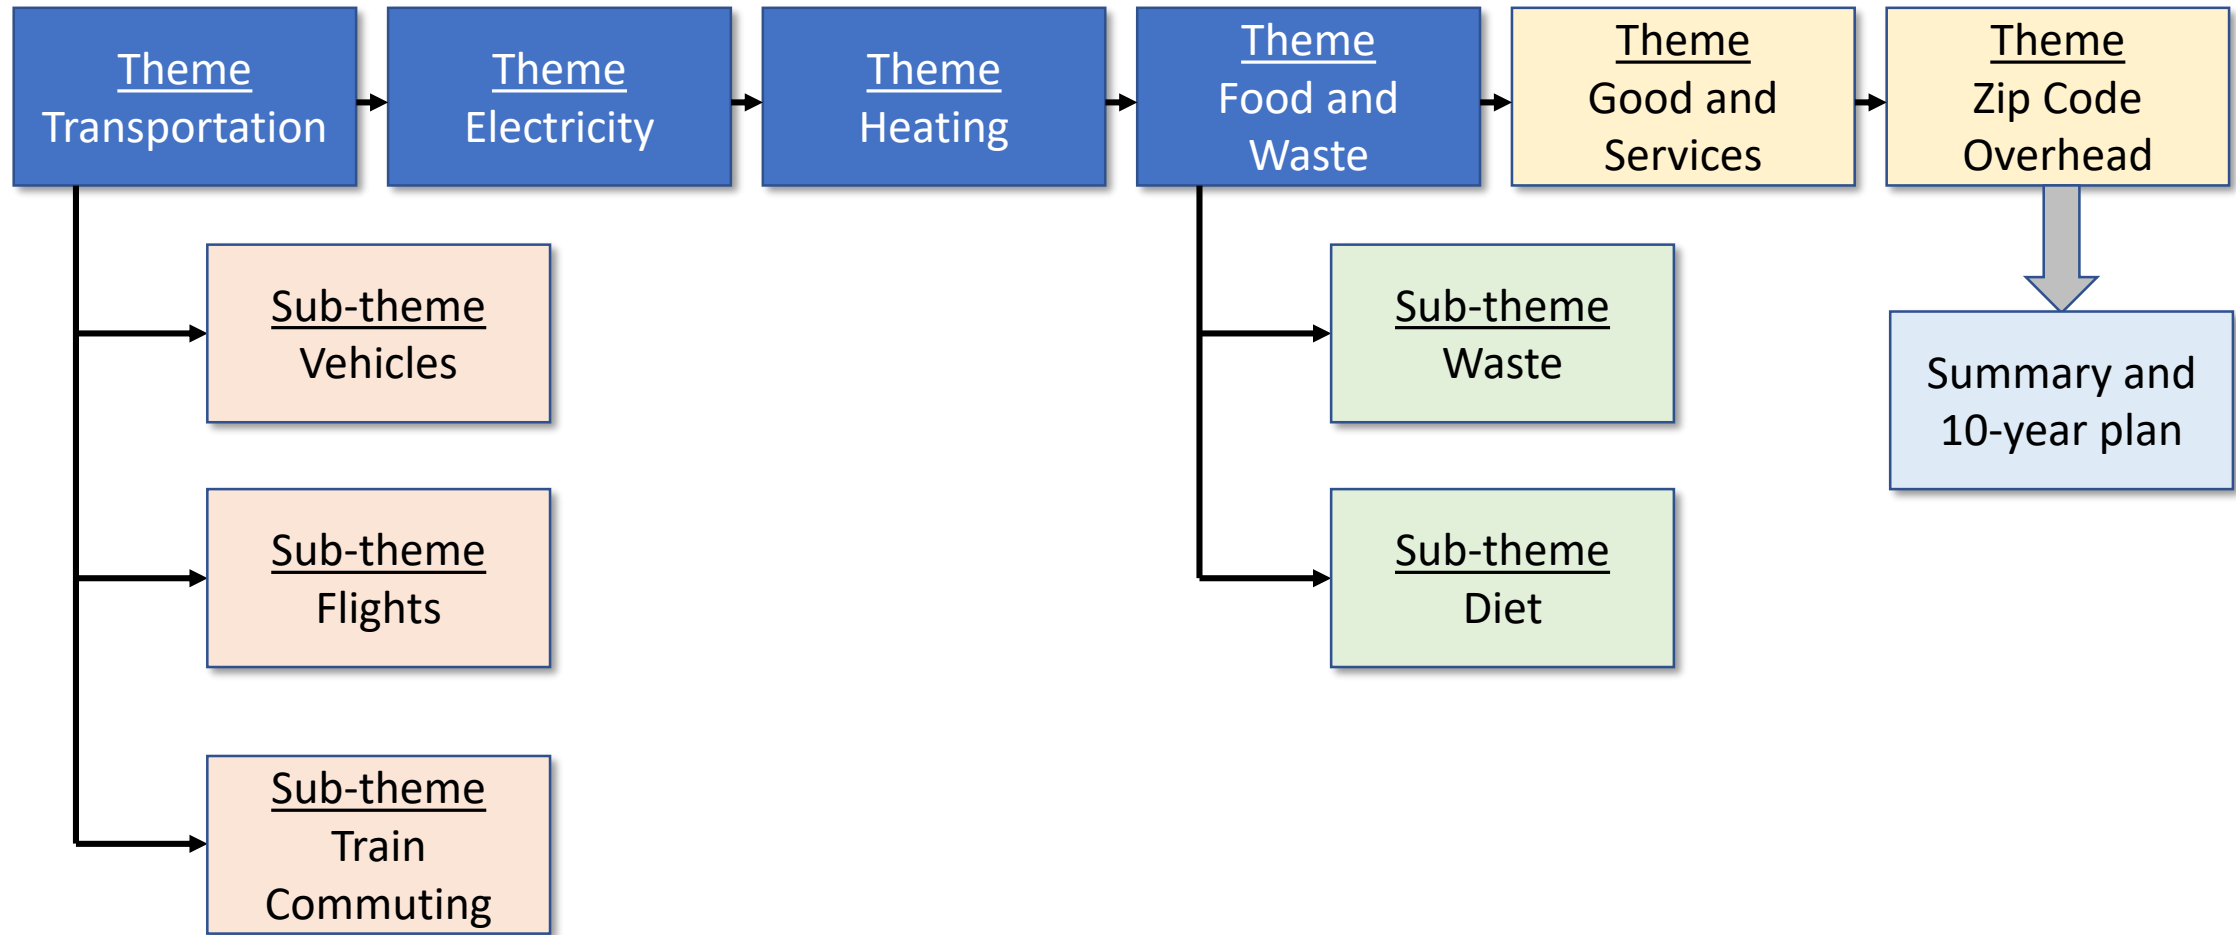 Theme
Transportation
Theme
Electricity
Theme
Heating
Theme
Food and
Waste
Theme
Good and
Services
Theme
Zip Code
Overhead
Sub-theme
Vehicles
Sub-theme
Waste
Summary and
10-year plan
Sub-theme
Flights
Sub-theme
Diet
Sub-theme
Train
Commuting